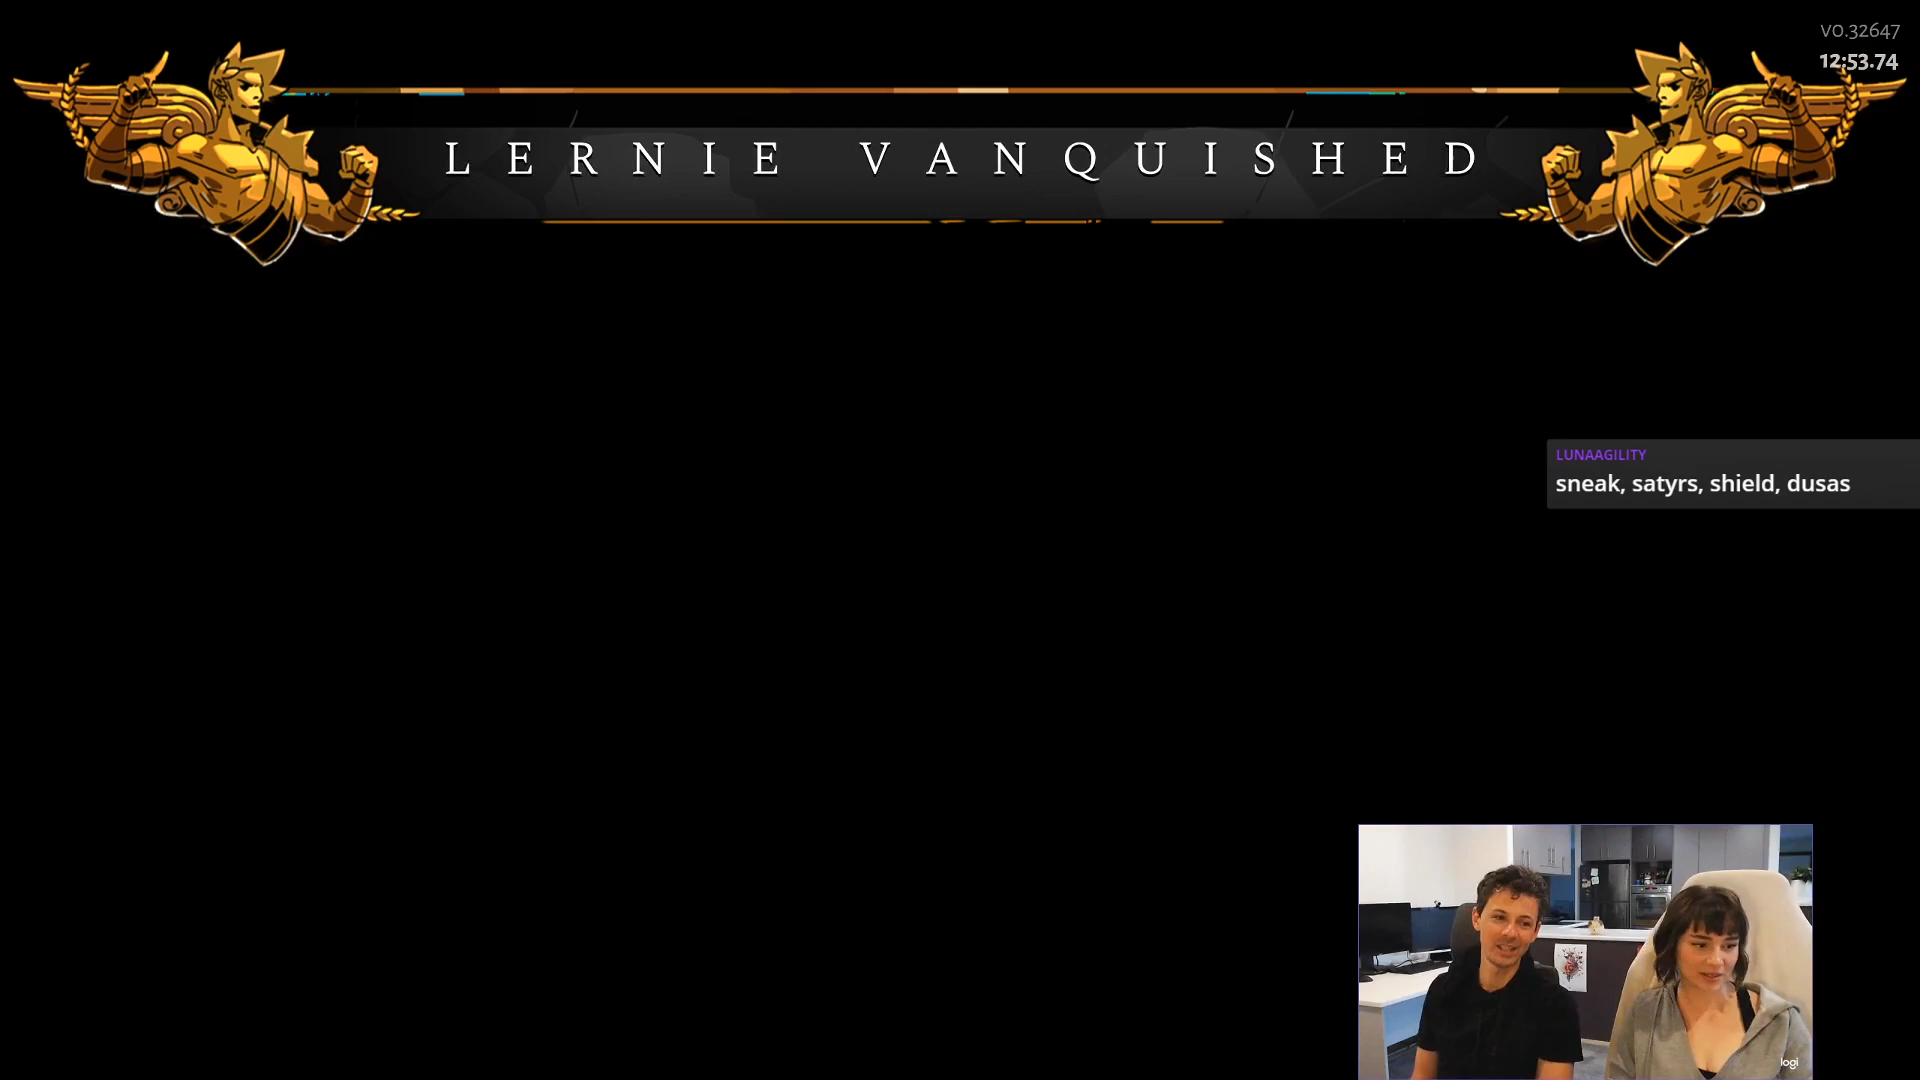 V0.32647
12:53.74
LERNIE VANQUISHED
LUNAAGILITY
sneak, satyrs, shield, dusas
logi